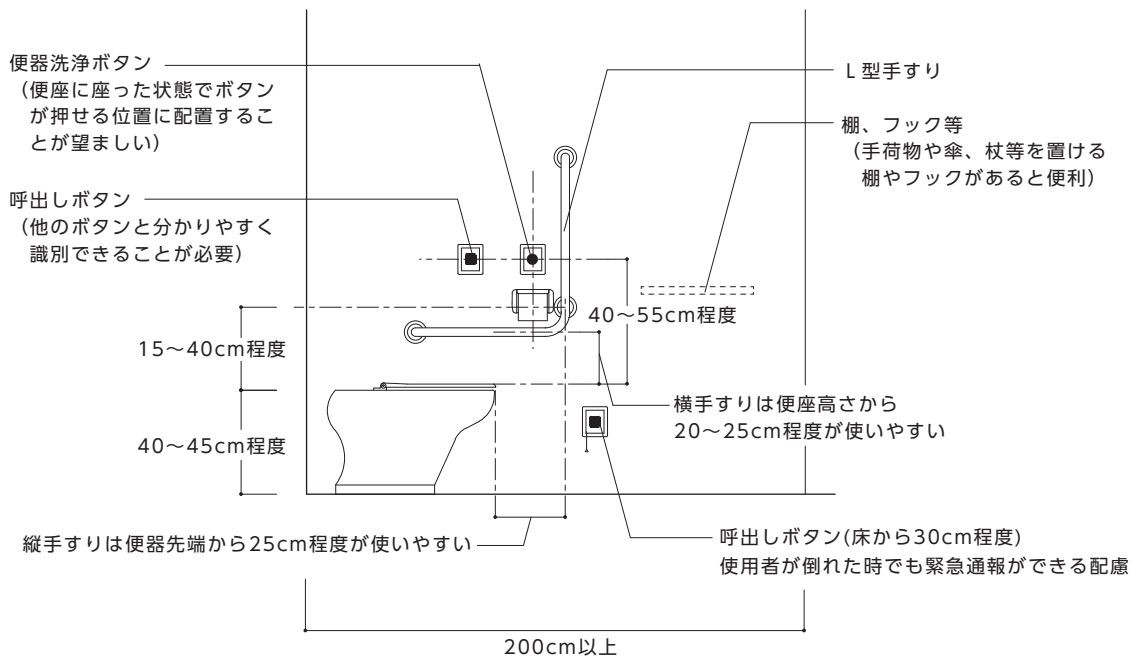 便器洗浄ボタン
（便座に座った状態でボタン
が押せる位置に配置するこ
とが望ましい）
呼出しボタン
（他のボタンと分かりやすく
識別できることが必要）
L 型手すり
棚、フック等
（手荷物や傘、杖等を置ける
棚やフックがあると便利）
40～55cm程度
15～40cm程度
40～45cm程度
横手すりは便座高さから
20～25cm程度が使いやすい
縦手すりは便器先端から25cm程度が使いやすい
呼出しボタン(床から30cm程度)
使用者が倒れた時でも緊急通報ができる配慮
200cm以上